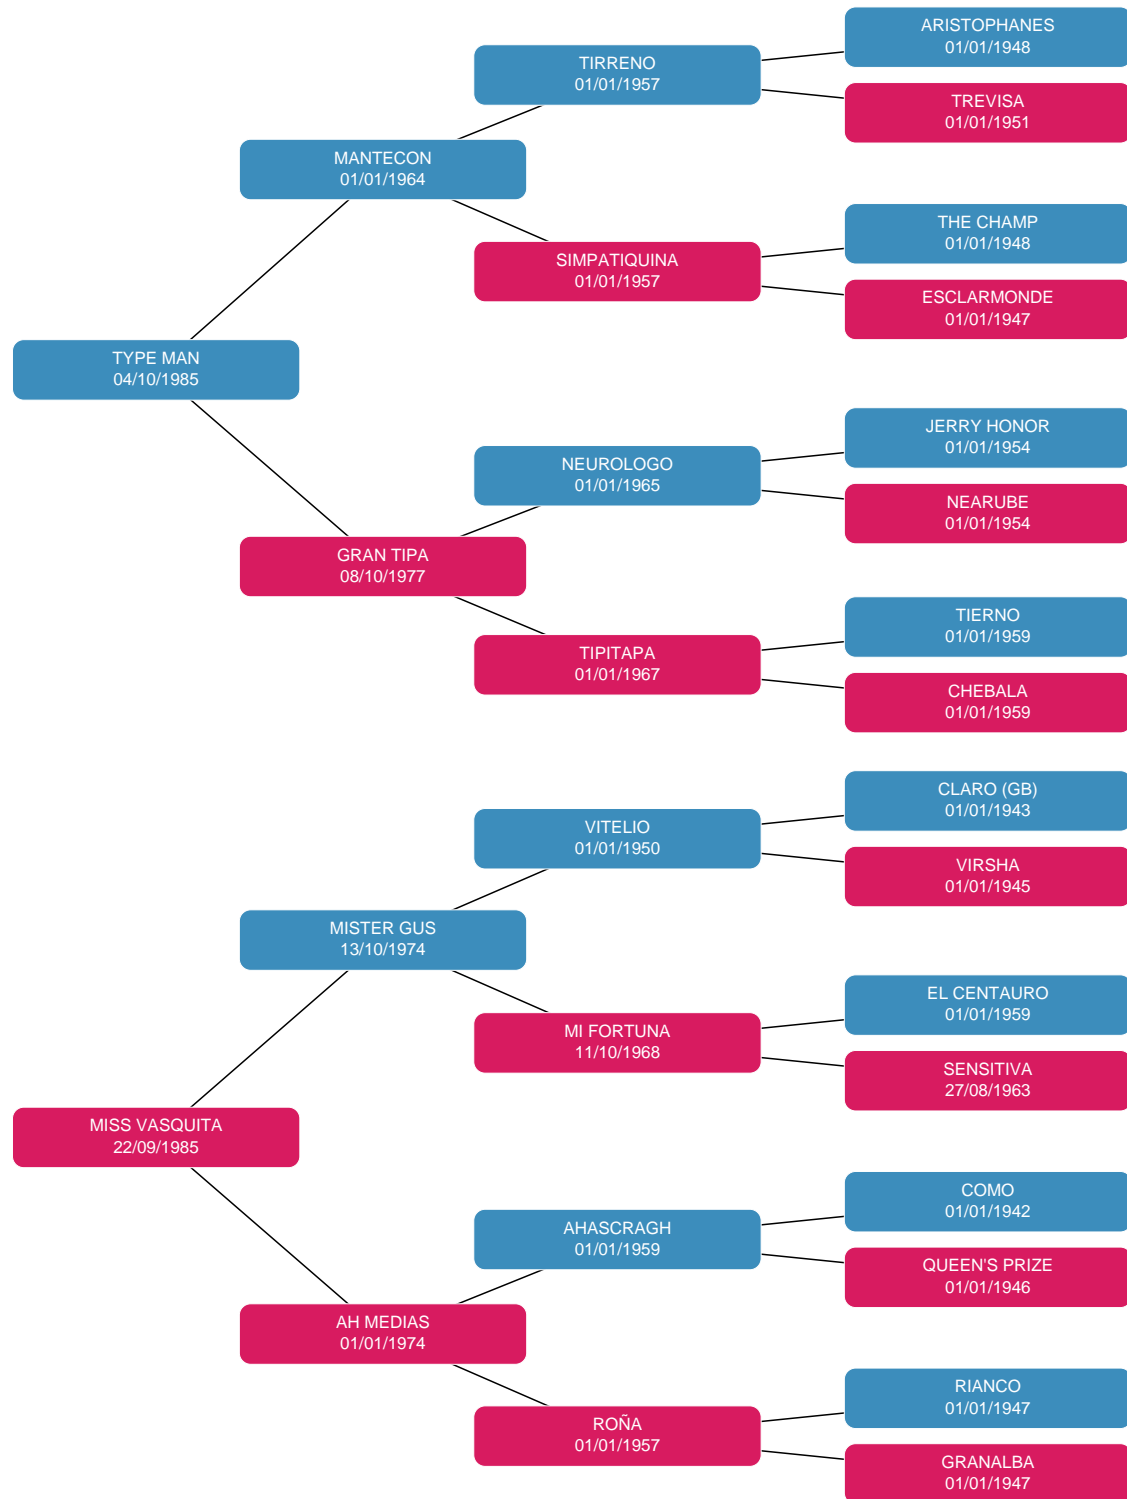 ARISTOPHANES
01/01/1948
TIRRENO
01/01/1957
TREVISA
01/01/1951
MANTECON
01/01/1964
THE CHAMP
01/01/1948
SIMPATIQUINA
01/01/1957
ESCLARMONDE
01/01/1947
TYPE MAN
04/10/1985
JERRY HONOR
01/01/1954
NEUROLOGO
01/01/1965
NEARUBE
01/01/1954
GRAN TIPA
08/10/1977
TIERNO
01/01/1959
TIPITAPA
01/01/1967
CHEBALA
01/01/1959
CLARO (GB)
01/01/1943
VITELIO
01/01/1950
VIRSHA
01/01/1945
MISTER GUS
13/10/1974
EL CENTAURO
01/01/1959
MI FORTUNA
11/10/1968
SENSITIVA
27/08/1963
MISS VASQUITA
22/09/1985
COMO
01/01/1942
AHASCRAGH
01/01/1959
QUEEN'S PRIZE
01/01/1946
AH MEDIAS
01/01/1974
RIANCO
01/01/1947
ROÑA
01/01/1957
GRANALBA
01/01/1947